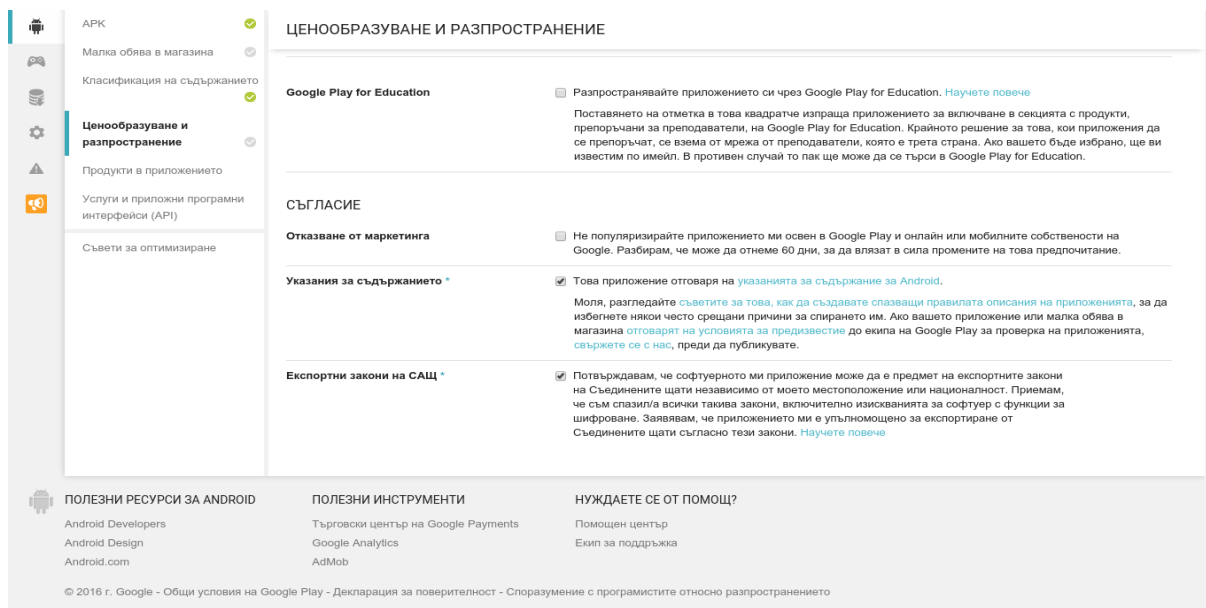 APK
Малка обява в магазина
Класификация на съдържанието
Ценообразуване и
разпространение
Продукти в приложението
Услуги и приложни програмни
интерфейси (API)
Съвети за оптимизиране
ЦЕНООБРАЗУВАНЕ И РАЗПРОСТРАНЕНИЕ
Google Play for Education
Разпространявайте приложението си чрез Google Play for Education. Научете повече
Поставянето на отметка в това квадратче изпраща приложението за включване в секцията с продукти,
препоръчани за преподаватели, на Google Play for Education. Крайното решение за това, кои приложения да
се препоръчат, се взема от мрежа от преподаватели, която е трета страна. Ако вашето бъде избрано, ще ви
известим по имейл. В противен случай то пак ще може да се търси в Google Play for Education.
СЪГЛАСИЕ
Отказване от маркетинга
Не популяризирайте приложението ми освен в Google Play и онлайн или мобилните собствености на
Google. Разбирам, че може да отнеме 60 дни, за да влязат в сила промените на това предпочитание.
Указания за съдържанието *
Това приложение отговаря на указанията за съдържание за Android.
Моля, разгледайте съветите за това, как да създавате спазващи правилата описания на приложенията, за да
избегнете някои често срещани причини за спирането им. Ако вашето приложение или малка обява в
магазина отговарят на условията за предизвестие до екипа на Google Play за проверка на приложенията,
свържете се с нас, преди да публикувате.
Експортни закони на САЩ *
Потвърждавам, че софтуерното ми приложение може да е предмет на експортните закони
на Съединените щати независимо от моето местоположение или националност. Приемам,
че съм спазил/а всички такива закони, включително изискванията за софтуер с функции за
шифроване. Заявявам, че приложението ми е упълномощено за експортиране от
Съединените щати съгласно тези закони. Научете повече
ПОЛЕЗНИ РЕСУРСИ ЗА ANDROID
Android Developers
Android Design
Android.com
ПОЛЕЗНИ ИНСТРУМЕНТИ
Търговски център на Google Payments
Google Analytics
AdMob
НУЖДАЕТЕ СЕ ОТ ПОМОЩ?
Помощен център
Екип за поддръжка
© 2016 г. Google - Общи условия на Google Play - Декларация за поверителност - Споразумение с програмистите относно разпространението